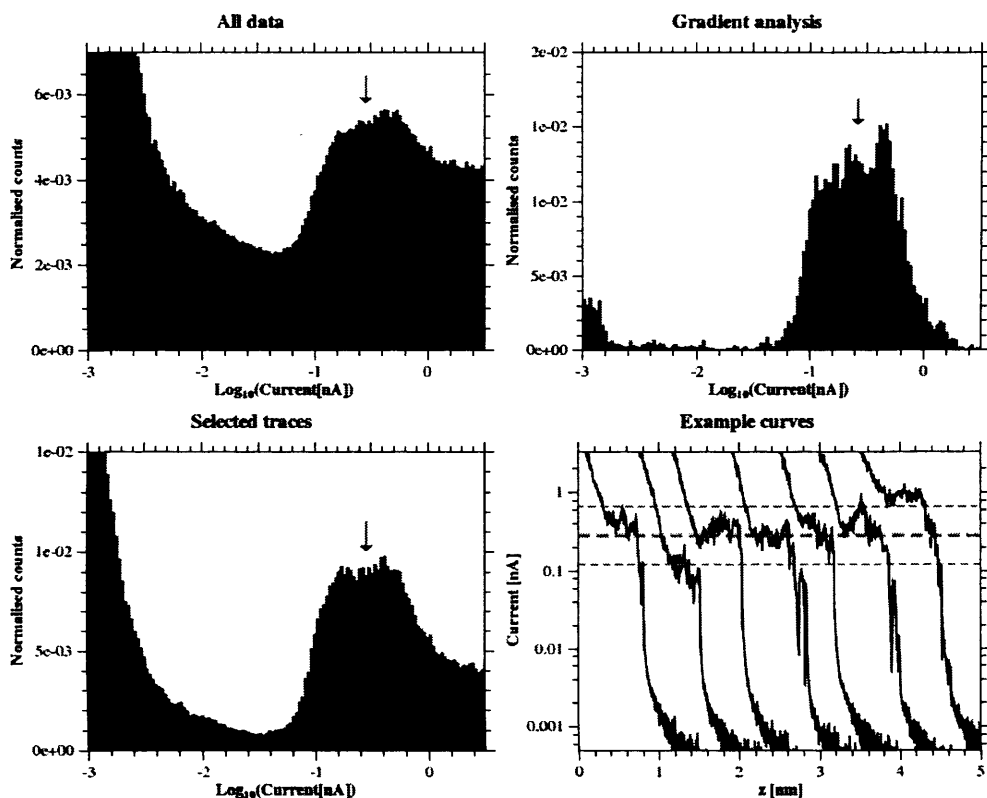 All data
Normalised counts
6e-03
4e-03
2e-03
0e+00
-3 -2 -1 0
Log₁₀(Current[nA])
Gradient analysis
Normalised counts
2e-02
1e-02
1e-02
5e-03
0e+00
-3 -2 -1 0
Log₁₀(Current[nA])
Selected traces
Normalised counts
1e-02
1e-02
5e-03
0e+00
-3 -2 -1 0
Log₁₀(Current[nA])
Example curves
Current [nA]
1
0.1
0.01
0.001
0 1 2 3 4 5
z [nm]